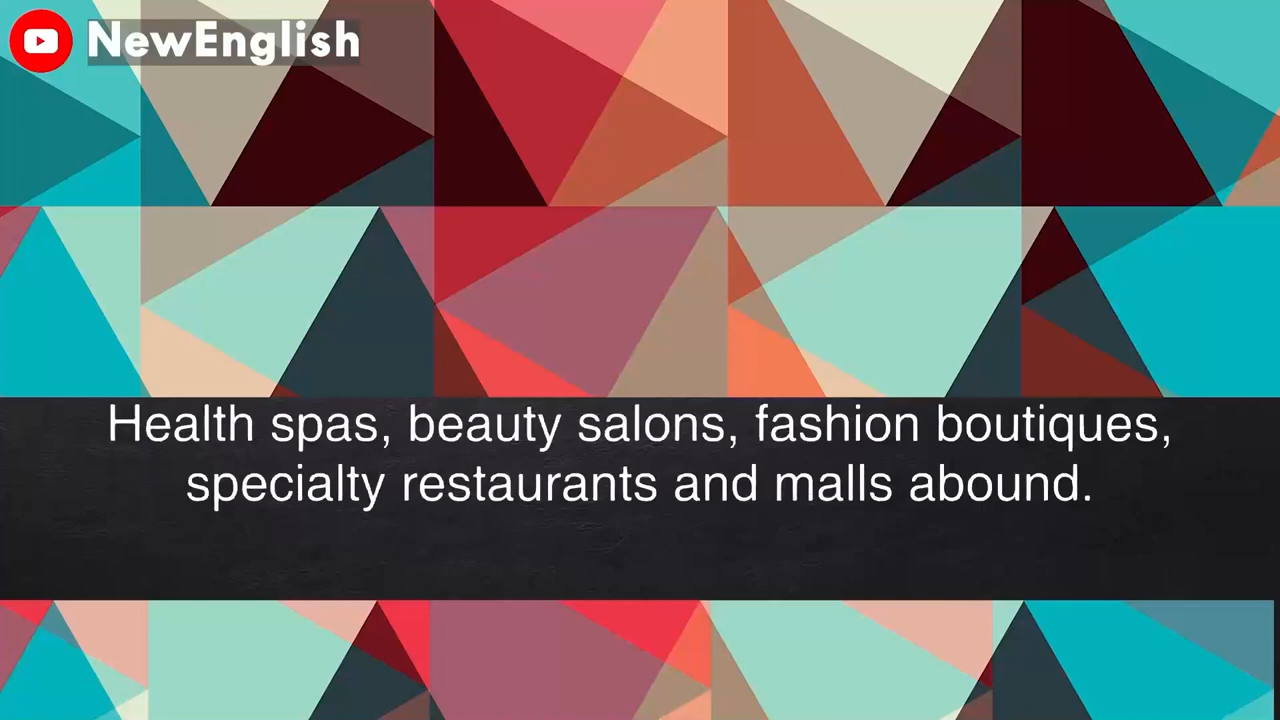 NewEnglish
Health spas, beauty salons, fashion boutiques,
specialty restaurants and malls abound.